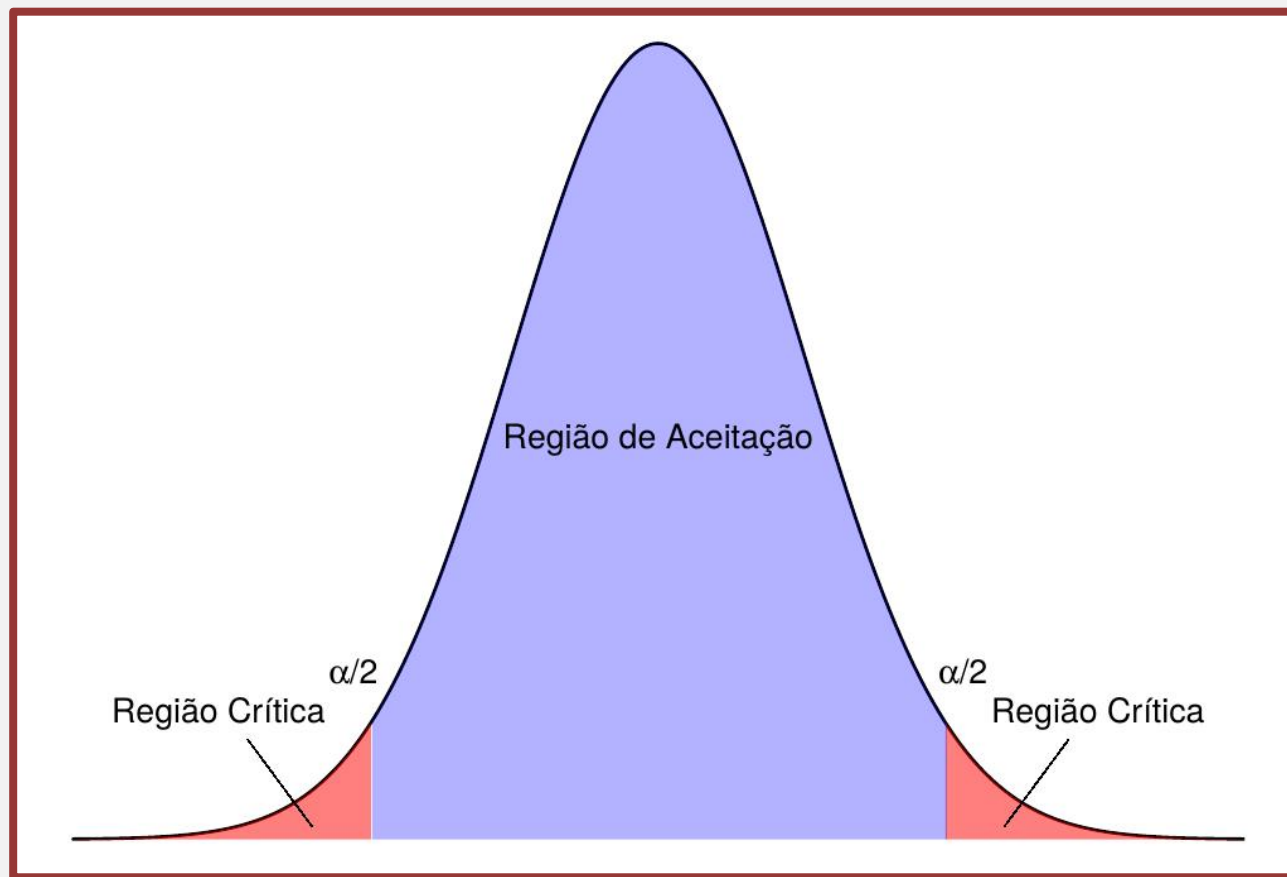 Região de Aceitação
α/2
Região Crítica
α/2
Região Crítica